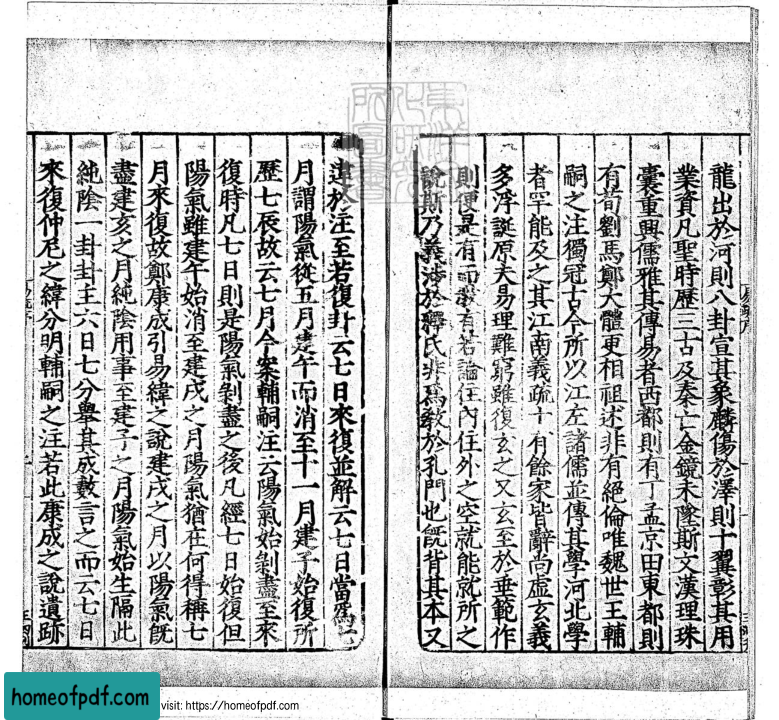 龍出於河則八卦宣其象麟傷於澤則十翼彰其用
業資凡聖時歷三古及秦亡金鏡未墜斯文漢理珠
囊重興儒雅其傳易者西都則有丁孟京田東都則
有荀劉馬鄭大體更相祖述非有絕倫唯魏世王輔
嗣之注獨冠古今所以江左諸儒並傳其學河北學
者罕能及之其江南義疏十有餘家皆辭尚虛玄義
多浮誕原夫易理難窮雖復玄之又玄至於垂範作
則便是有而教有若論住內住外之空就能就所之
說斯乃義涉於釋氏非爲教於孔門也旣背其本又
違於注至若復卦云七日來復並解云七日當爲七
月謂陽氣從五月建午而消至十一月建子始復所
歷七辰故云七月今案輔嗣注云陽氣始剝盡至來
復時凡七日則是陽氣剝盡之後凡經七日始復但
陽氣雖建午始消至建戌之月陽氣猶在何得稱七
月來復故鄭康成引易緯之說建戌之月以陽氣旣
盡建亥之月純陰用事至建子之月陽氣始生隔此
純陰一卦卦主六日七分舉其成數言之而云七日
來復仲尼之緯分明輔嗣之注若此康成之說遺跡
homeofpdf.com
visit: https://homeofpdf.com